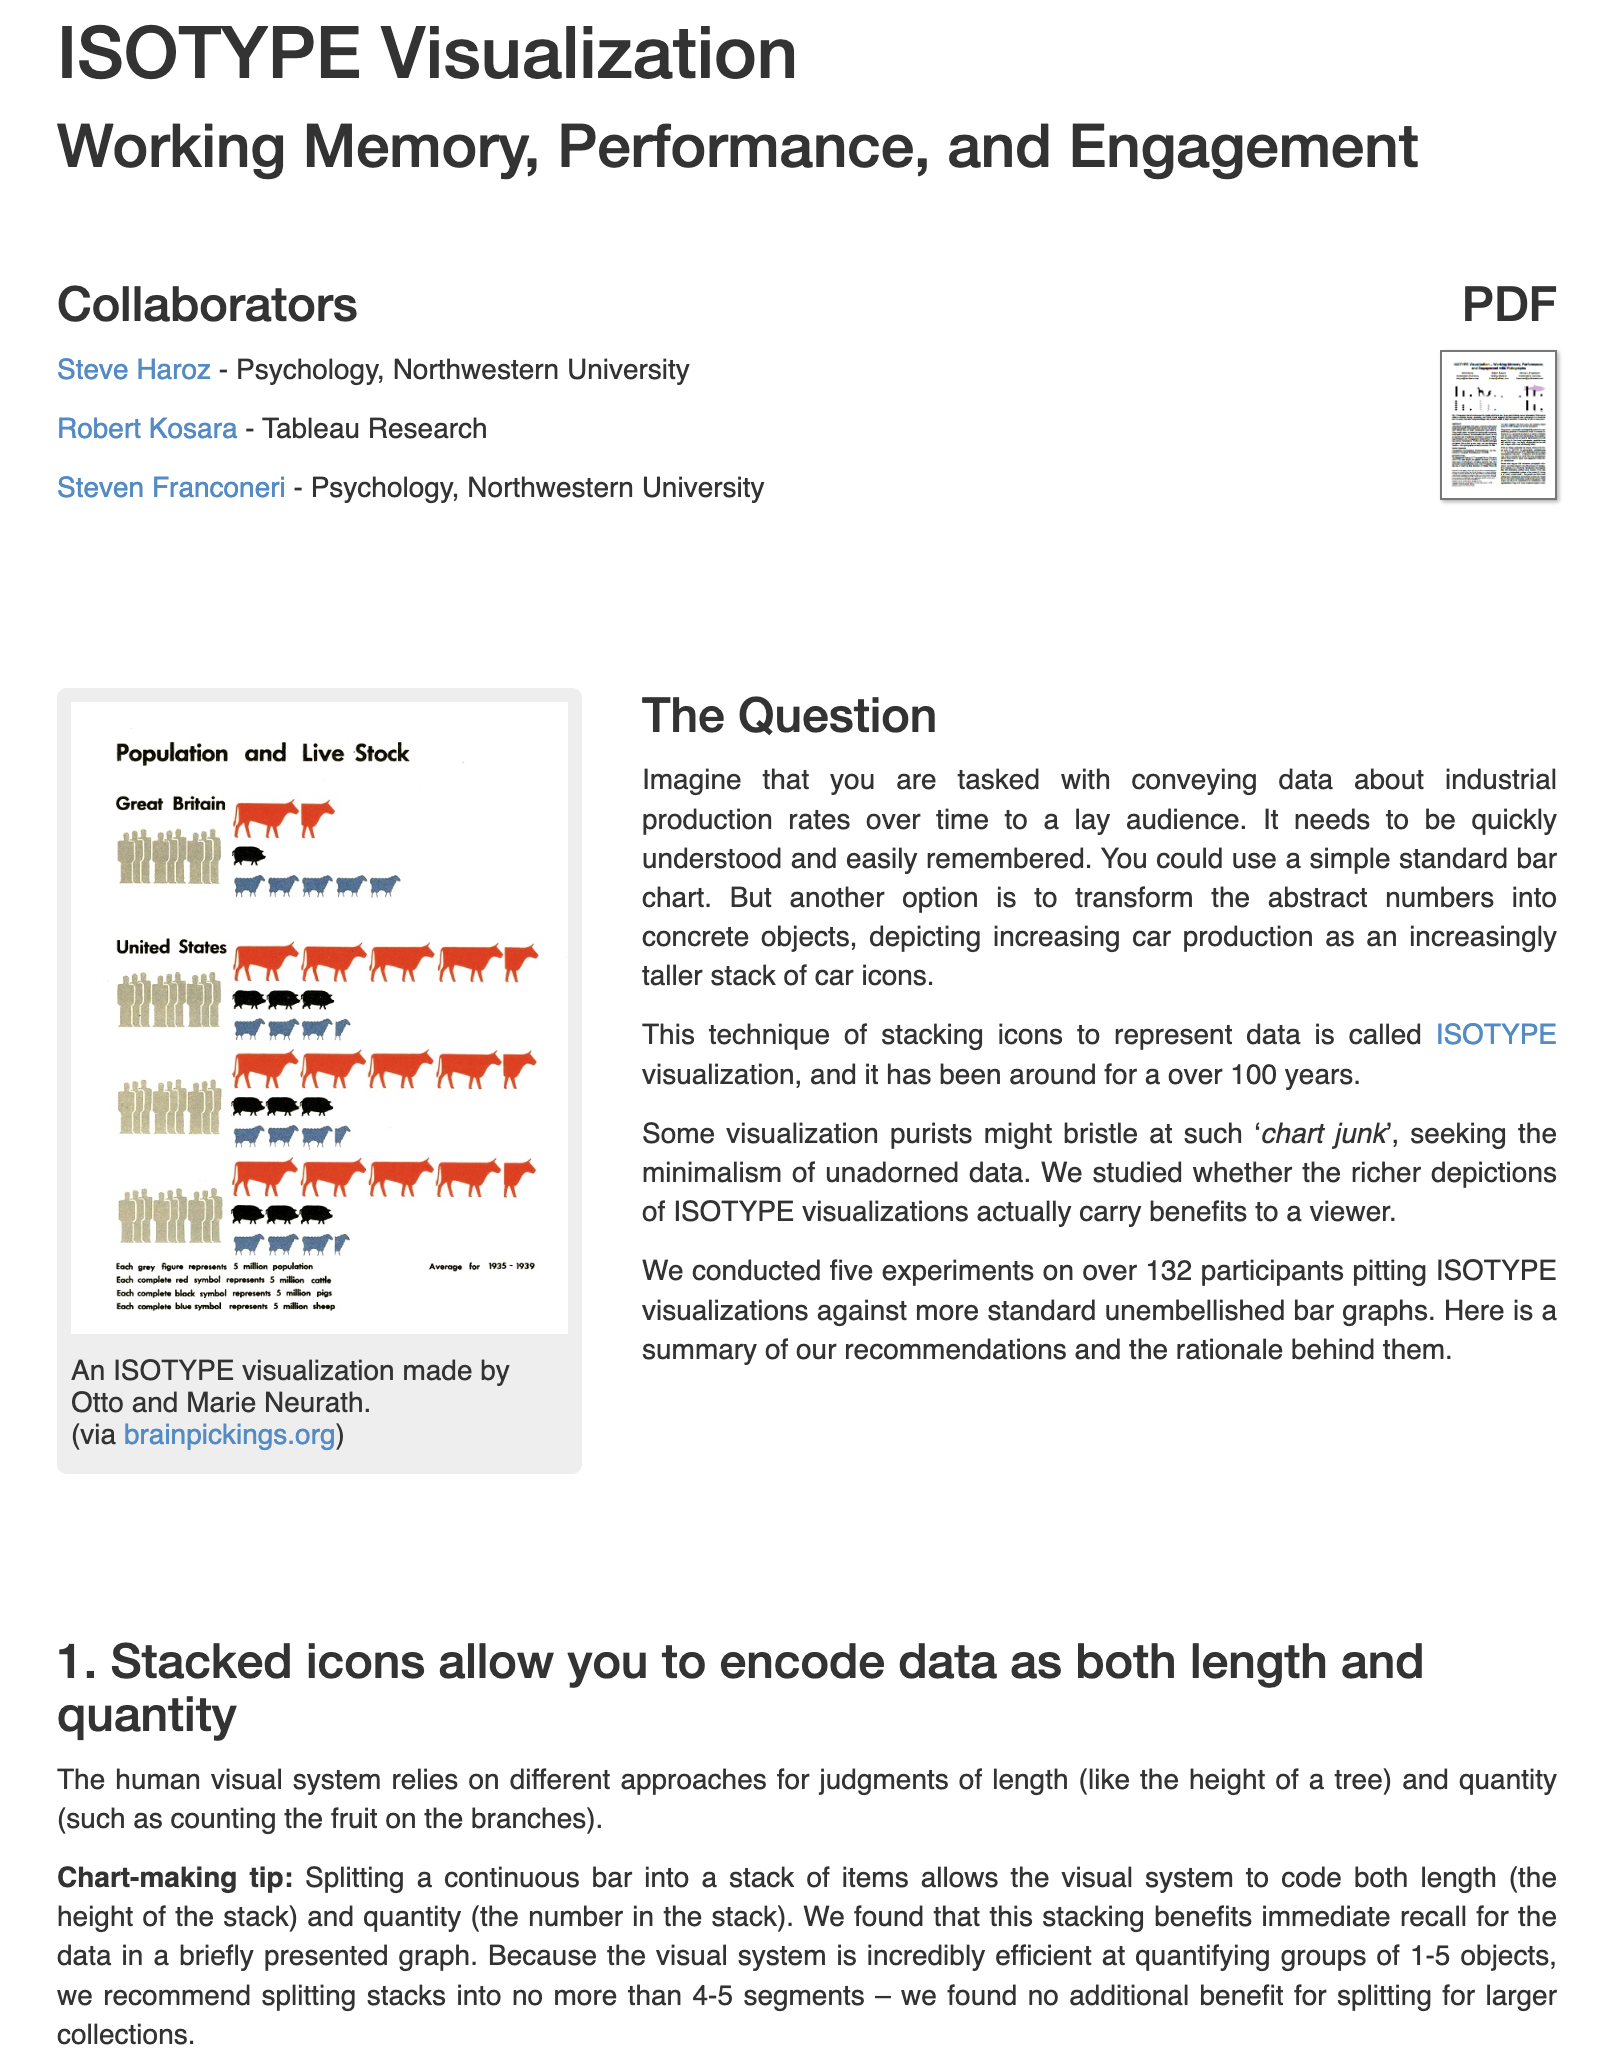 ISOTYPE Visualization
Working Memory, Performance, and Engagement
Collaborators
PDF
Steve Haroz - Psychology, Northwestern University
Robert Kosara - Tableau Research
Steven Franconeri - Psychology, Northwestern University
Population and Live Stock
Great Britain
United States
Each grey figure represents 5 million population
Each complete red symbol represents 5 million cattle
Each complete black symbol represents 5 million pigs
Each complete blue symbol represents 5 million sheep
Average for 1935 - 1939
An ISOTYPE visualization made by
Otto and Marie Neurath.
(via brainpickings.org)
The Question
Imagine that you are tasked with conveying data about industrial
production rates over time to a lay audience. It needs to be quickly
understood and easily remembered. You could use a simple standard bar
chart. But another option is to transform the abstract numbers into
concrete objects, depicting increasing car production as an increasingly
taller stack of car icons.
This technique of stacking icons to represent data is called ISOTYPE
visualization, and it has been around for a over 100 years.
Some visualization purists might bristle at such ‘chart junk’, seeking the
minimalism of unadorned data. We studied whether the richer depictions
of ISOTYPE visualizations actually carry benefits to a viewer.
We conducted five experiments on over 132 participants pitting ISOTYPE
visualizations against more standard unembellished bar graphs. Here is a
summary of our recommendations and the rationale behind them.
1. Stacked icons allow you to encode data as both length and
quantity
The human visual system relies on different approaches for judgments of length (like the height of a tree) and quantity
(such as counting the fruit on the branches).
Chart-making tip: Splitting a continuous bar into a stack of items allows the visual system to code both length (the
height of the stack) and quantity (the number in the stack). We found that this stacking benefits immediate recall for the
data in a briefly presented graph. Because the visual system is incredibly efficient at quantifying groups of 1-5 objects,
we recommend splitting stacks into no more than 4-5 segments – we found no additional benefit for splitting for larger
collections.